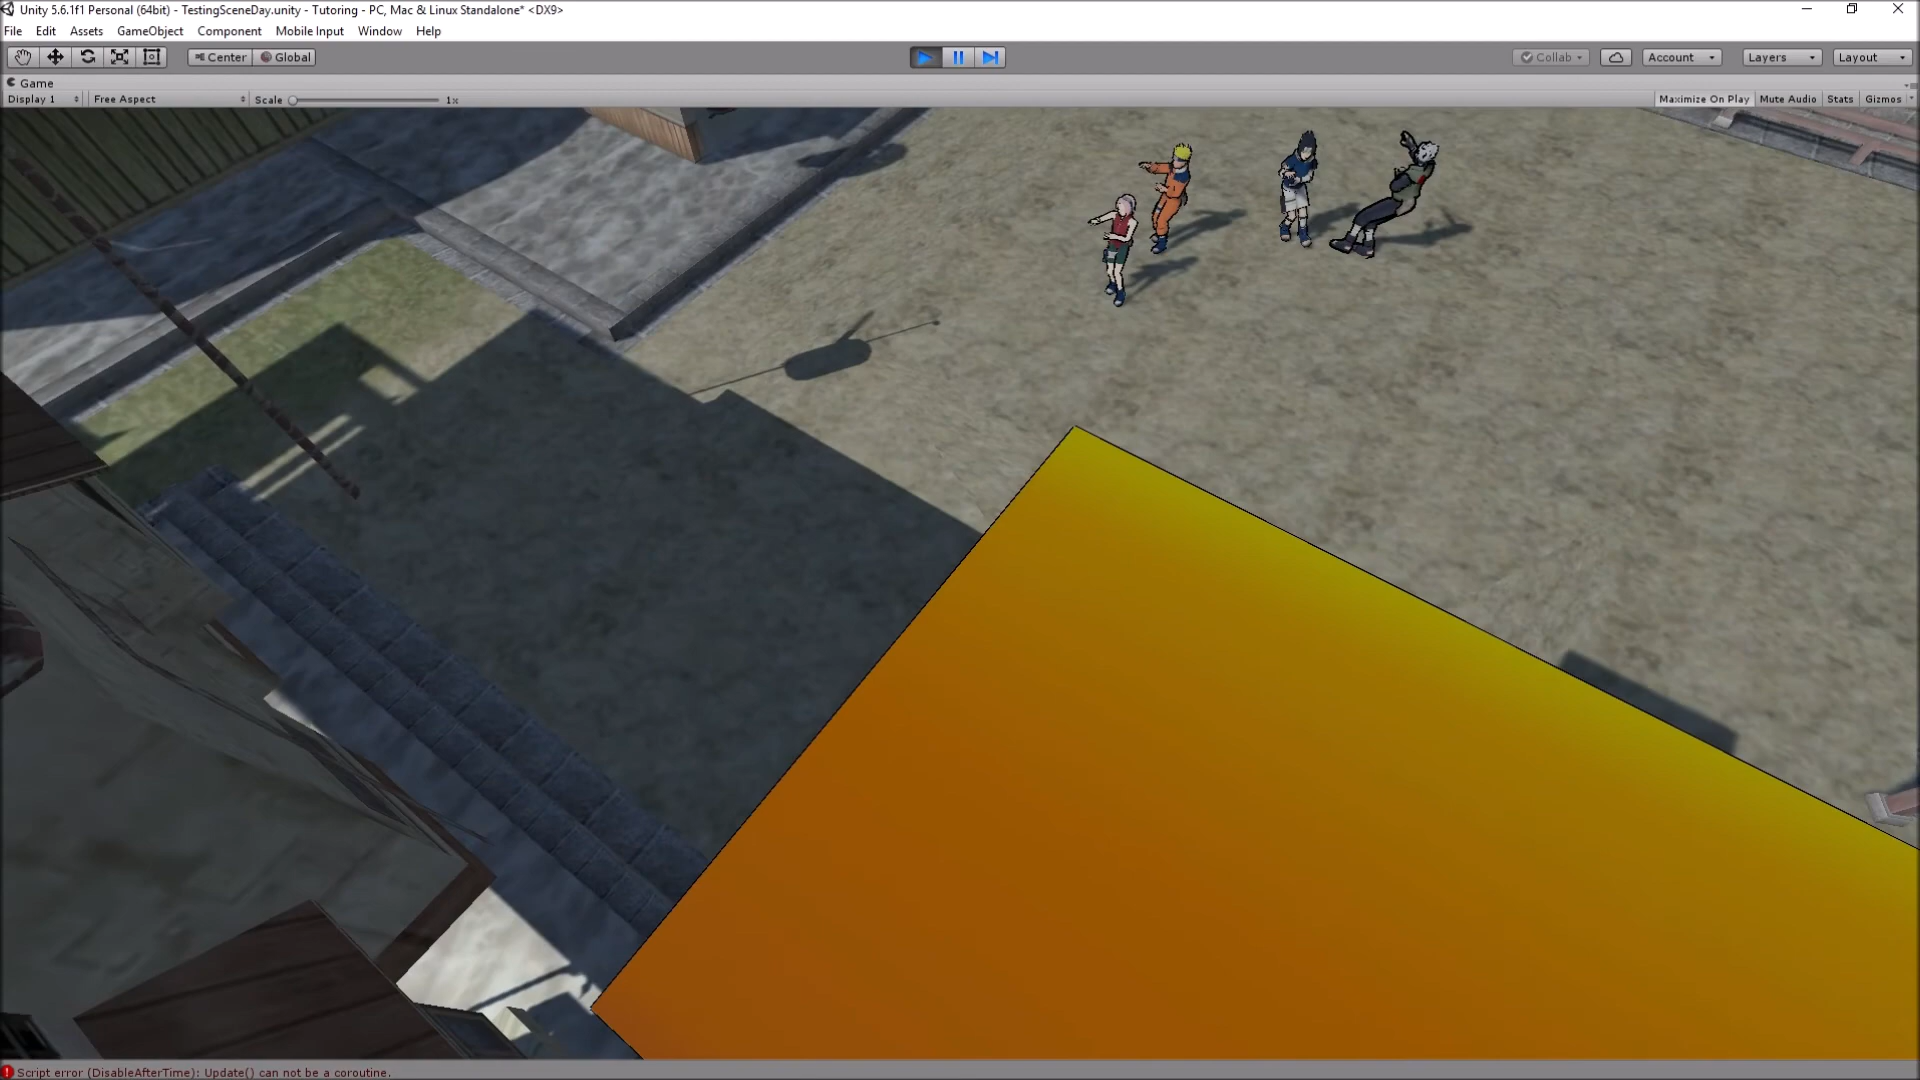 Unity 5.6.1f1 Personal (64bit) - TestingSceneDay.unity - Tutoring - PC, Mac & Linux Standalone* <DX9>
File Edit Assets GameObject Component Mobile Input Window Help
Center Global Collab Account Layers Layout
Game
Display 1 Free Aspect Scale 1x Maximize On Play Mute Audio Stats Gizmos
Script error (DisableAfterTime): Update() can not be a coroutine.